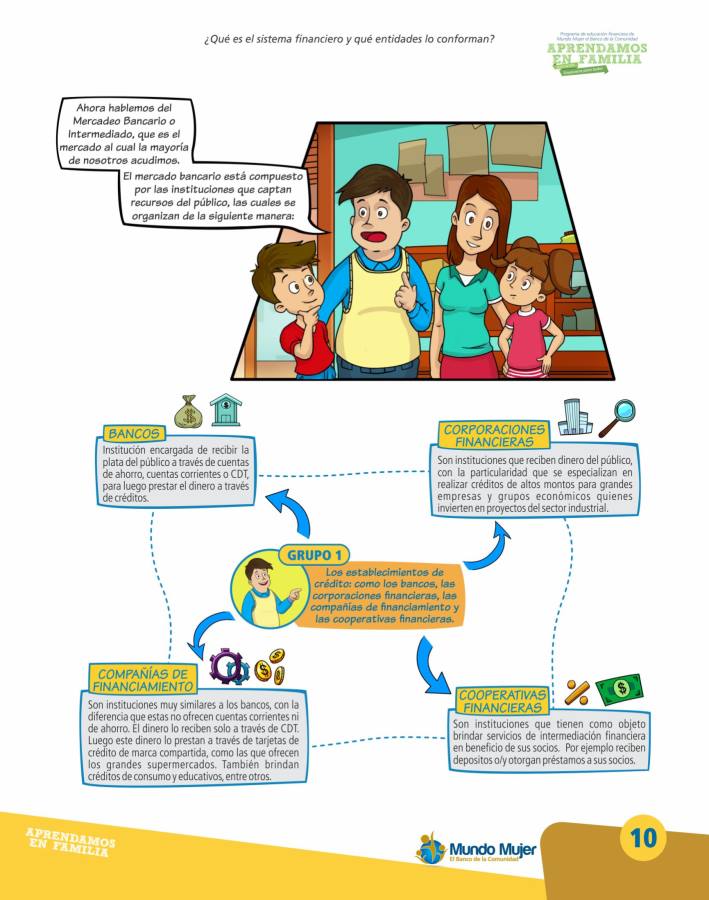 ¿Qué es el sistema financiero y qué entidades lo conforman?
Programa de educación financiera de
Mundo Mujer el Banco de la Comunidad
APRENDAMOS
EN FAMILIA
Ahora hablemos del
Mercadeo Bancario o
Intermediado, que es el
mercado al cual la mayoría
de nosotros acudimos.
El mercado bancario está compuesto
por las instituciones que captan
recursos del público, las cuales se
organizan de la siguiente manera:
BANCOS
Institución encargada de recibir la
plata del público a través de cuentas
de ahorro, cuentas corrientes o CDT,
para luego prestar el dinero a través
de créditos.
CORPORACIONES
FINANCIERAS
Son instituciones que reciben dinero del público,
con la particularidad que se especializan en
realizar créditos de altos montos para grandes
empresas y grupos económicos quienes
invierten en proyectos del sector industrial.
GRUPO 1
Los establecimientos de
crédito: como los bancos, las
corporaciones financieras, las
compañías de financiamiento y
las cooperativas financieras.
COMPAÑÍAS DE
FINANCIAMIENTO
Son instituciones muy similares a los bancos, con la
diferencia que estas no ofrecen cuentas corrientes ni
de ahorro. El dinero lo reciben solo a través de CDT.
Luego este dinero lo prestan a través de tarjetas de
crédito de marca compartida, como las que ofrecen
los grandes supermercados. También brindan
créditos de consumo y educativos, entre otros.
COOPERATIVAS
FINANCIERAS
Son instituciones que tienen como objeto
brindar servicios de intermediación financiera
en beneficio de sus socios. Por ejemplo reciben
depositos o/y otorgan préstamos a sus socios.
APRENDAMOS
EN FAMILIA
Mundo Mujer
El Banco de la Comunidad
10